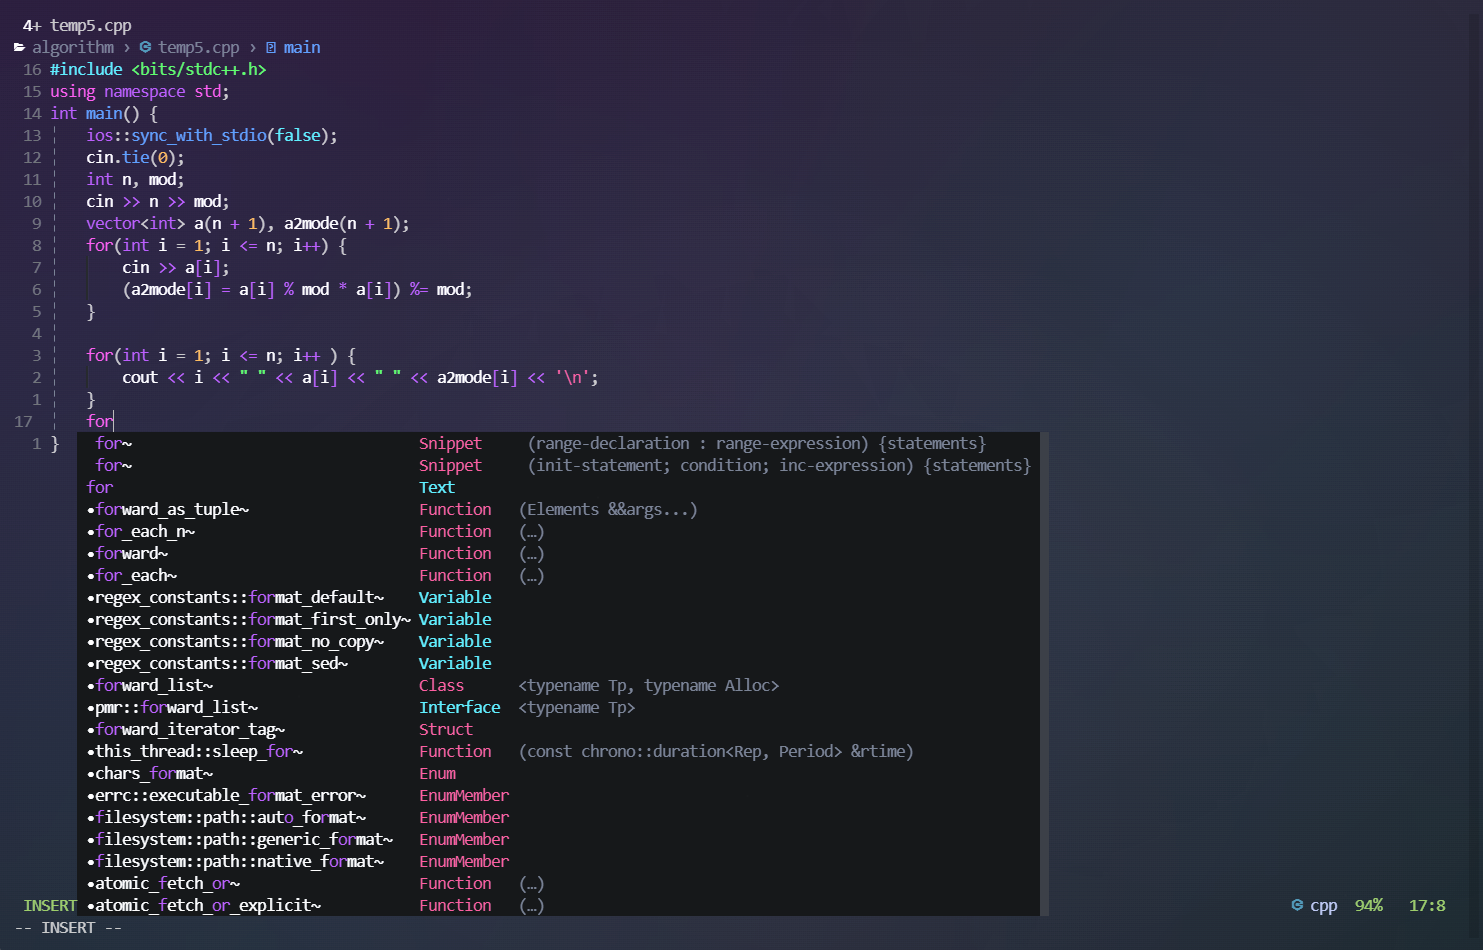 4+ temp5.cpp
algorithm › temp5.cpp › main
16 #include <bits/stdc++.h>
15 using namespace std;
14 int main() {
13 ios::sync_with_stdio(false);
12 cin.tie(0);
11 int n, mod;
10 cin >> n >> mod;
9 vector<int> a(n + 1), a2mode(n + 1);
8 for(int i = 1; i <= n; i++) {
7 cin >> a[i];
6 (a2mode[i] = a[i] % mod * a[i]) %= mod;
5 }
4
3 for(int i = 1; i <= n; i++ ) {
2 cout << i << " " << a[i] << " " << a2mode[i] << '\n';
1 }
17 for
1 }
for~ Snippet (range-declaration : range-expression) {statements}
for~ Snippet (init-statement; condition; inc-expression) {statements}
for Text
•forward_as_tuple~ Function (Elements &&args...)
•for_each_n~ Function (…)
•forward~ Function (…)
•for_each~ Function (…)
•regex_constants::format_default~ Variable
•regex_constants::format_first_only~ Variable
•regex_constants::format_no_copy~ Variable
•regex_constants::format_sed~ Variable
•forward_list~ Class <typename Tp, typename Alloc>
•pmr::forward_list~ Interface <typename Tp>
•forward_iterator_tag~ Struct
•this_thread::sleep_for~ Function (const chrono::duration<Rep, Period> &rtime)
•chars_format~ Enum
•errc::executable_format_error~ EnumMember
•filesystem::path::auto_format~ EnumMember
•filesystem::path::generic_format~ EnumMember
•filesystem::path::native_format~ EnumMember
•atomic_fetch_or~ Function (…)
•atomic_fetch_or_explicit~ Function (…)
INSERT cpp 94% 17:8
-- INSERT --